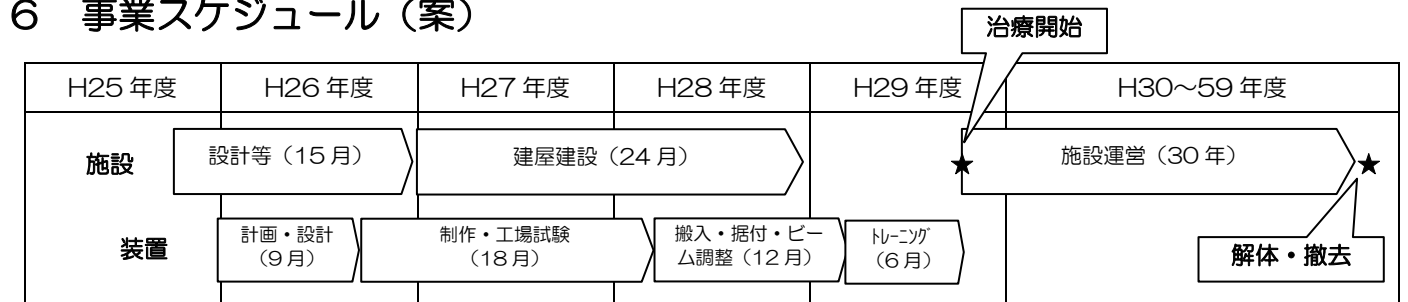 6 事業スケジュール（案）
治療開始
H25 年度 H26 年度 H27 年度 H28 年度 H29 年度 H30～59 年度
施設 設計等（15 月） 建屋建設（24 月） ★ 施設運営（30 年） ★
装置 計画・設計 制作・工場試験 搬入・据付・ビー ﾄﾚｰﾆﾝｸﾞ
（9 月） （18 月） ム調整（12 月） （6 月） 解体・撤去